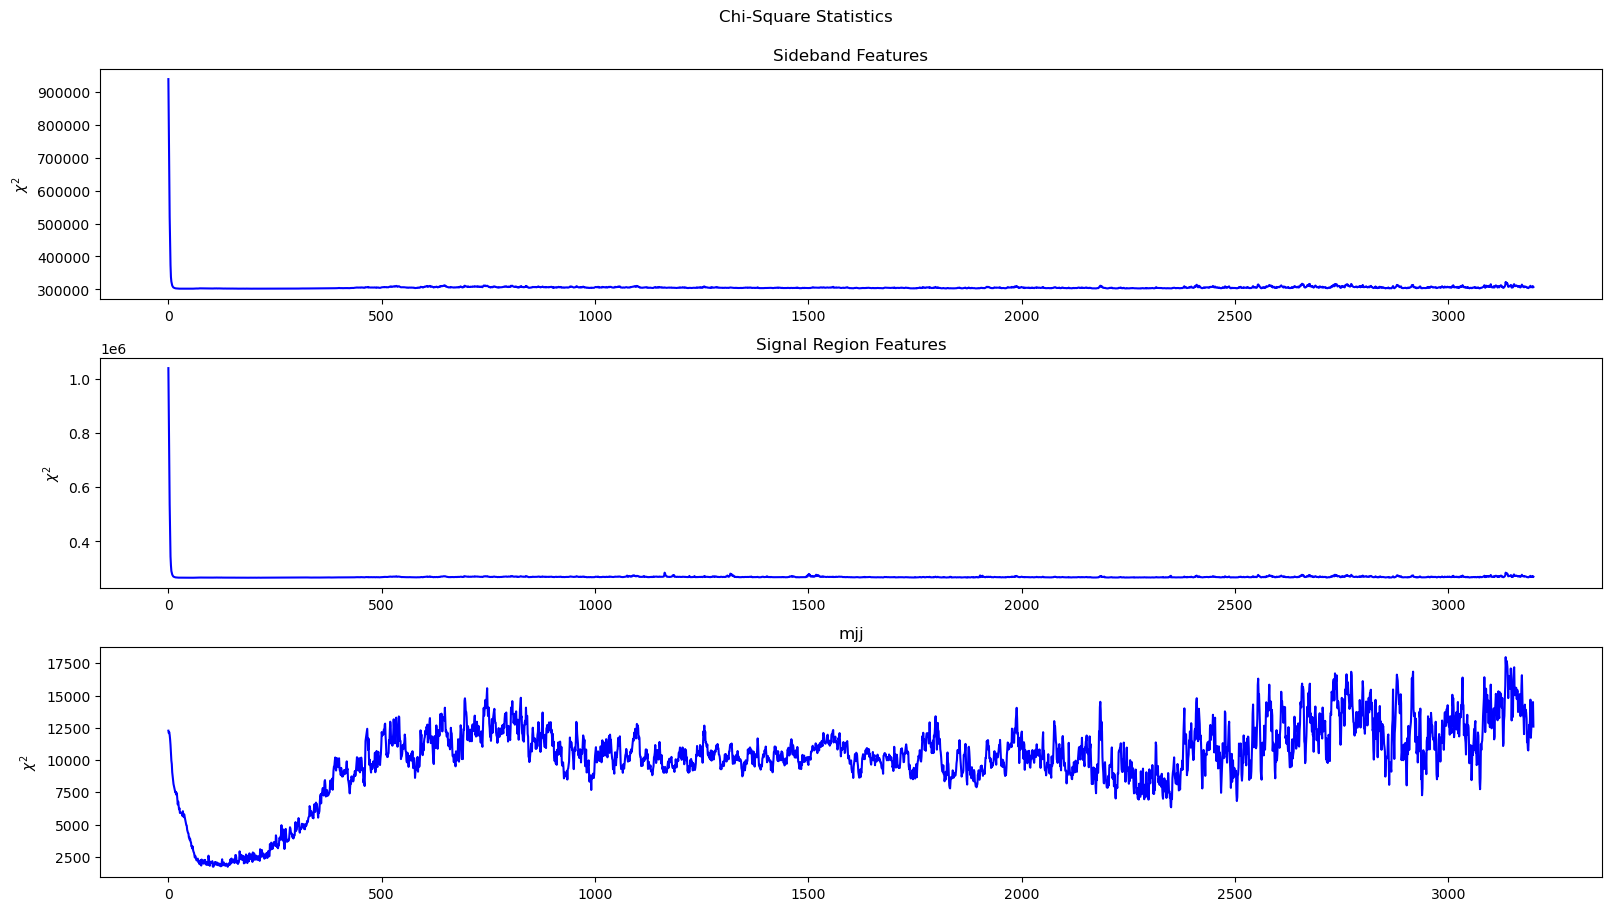 Chi-Square Statistics
Sideband Features
900000
800000
700000
600000
500000
400000
300000
χ²
0 500 1000 1500 2000 2500 3000
1e6
Signal Region Features
1.0
0.8
0.6
0.4
χ²
0 500 1000 1500 2000 2500 3000
mjj
17500
15000
12500
10000
7500
5000
2500
χ²
0 500 1000 1500 2000 2500 3000